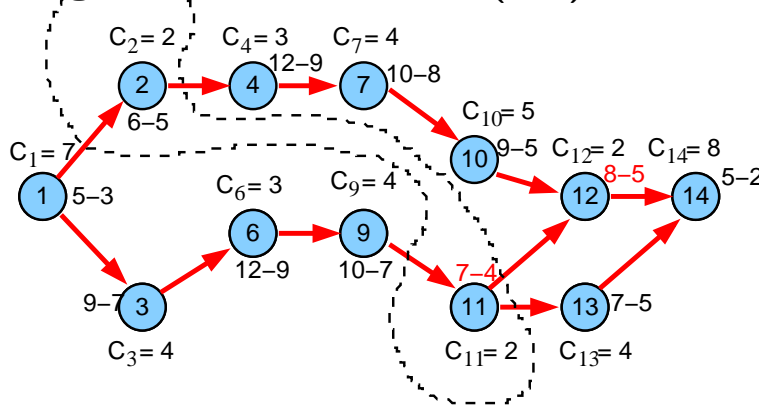 C2 = 2
C4 = 3
C7 = 4
12–9
10–8
2
4
7
6–5
C10 = 5
9–5
C1 = 7
C12 = 2
C14 = 8
10
8–5
5–2
1
5–3
C6 = 3
C9 = 4
12
14
6
9
12–9
10–7
7–4
9–7
3
11
13
7–5
C3 = 4
C11 = 2
C13 = 4